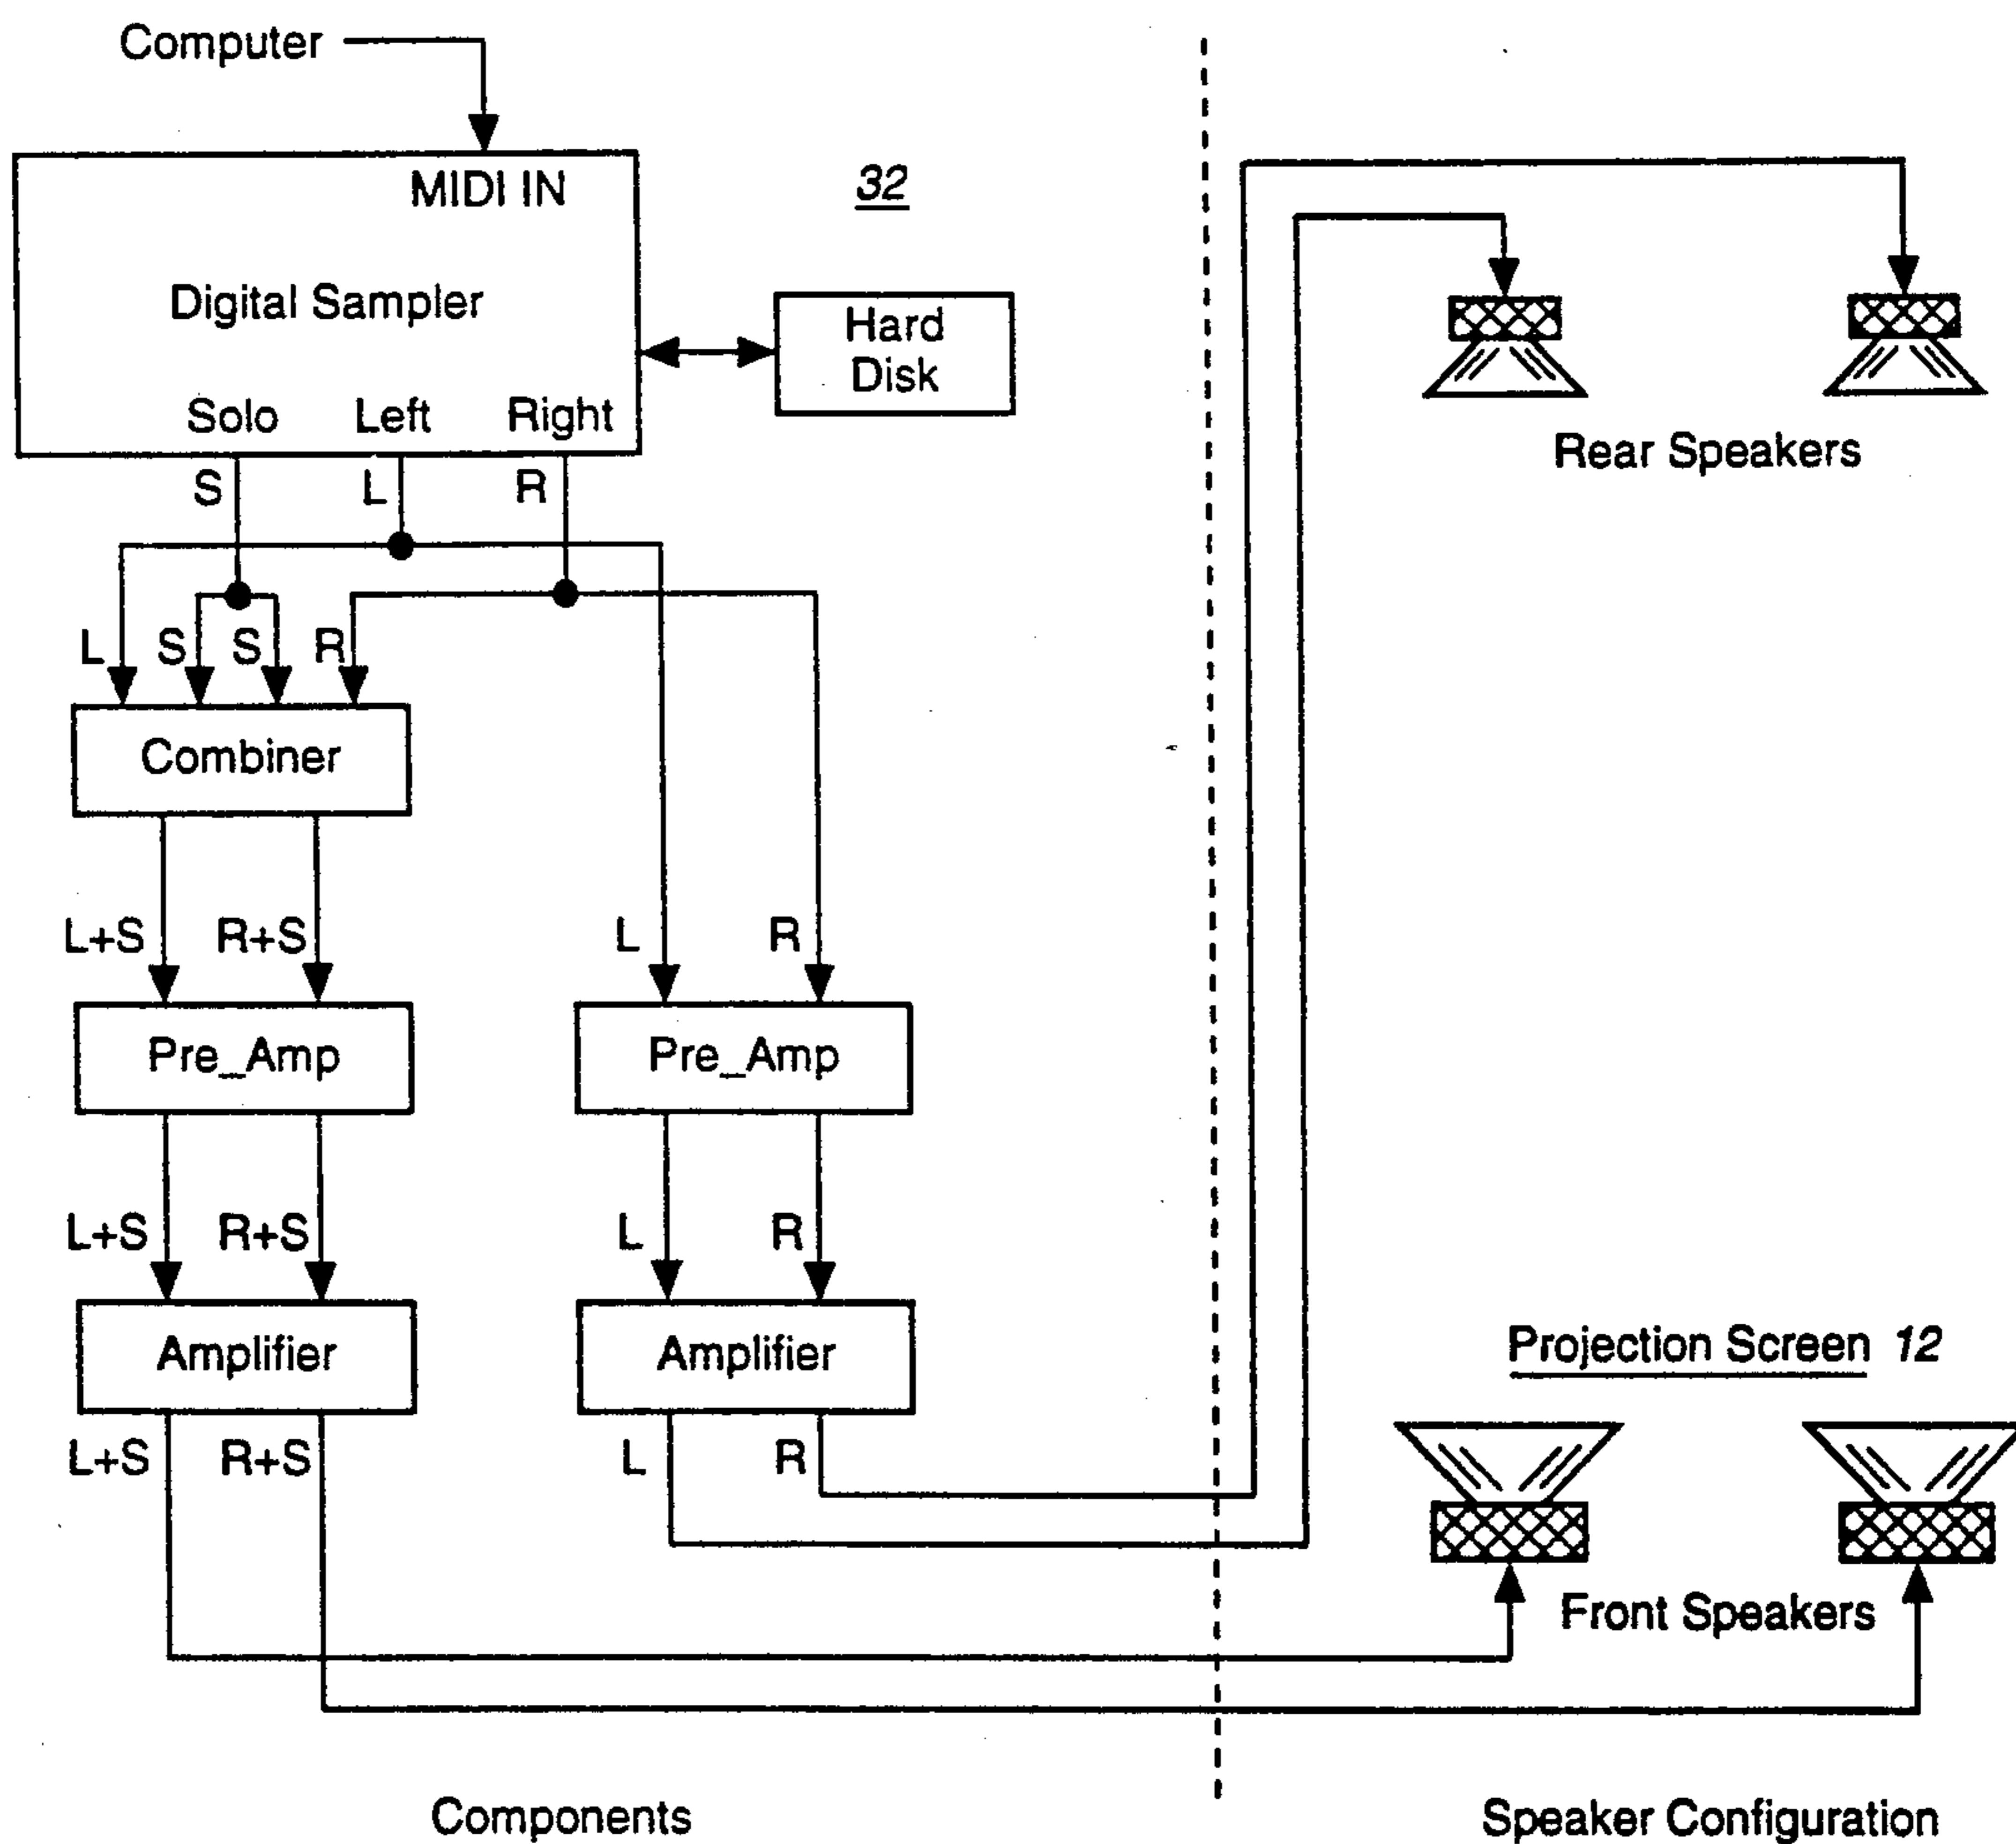 Computer
MIDI IN
32
Digital Sampler
Hard
Disk
Solo Left Right
S L R
Rear Speakers
L S S R
Combiner
L+S R+S L R
Pre_Amp Pre_Amp
L+S R+S L R
Amplifier Amplifier
Projection Screen 12
L+S R+S L R
Front Speakers
Components
Speaker Configuration